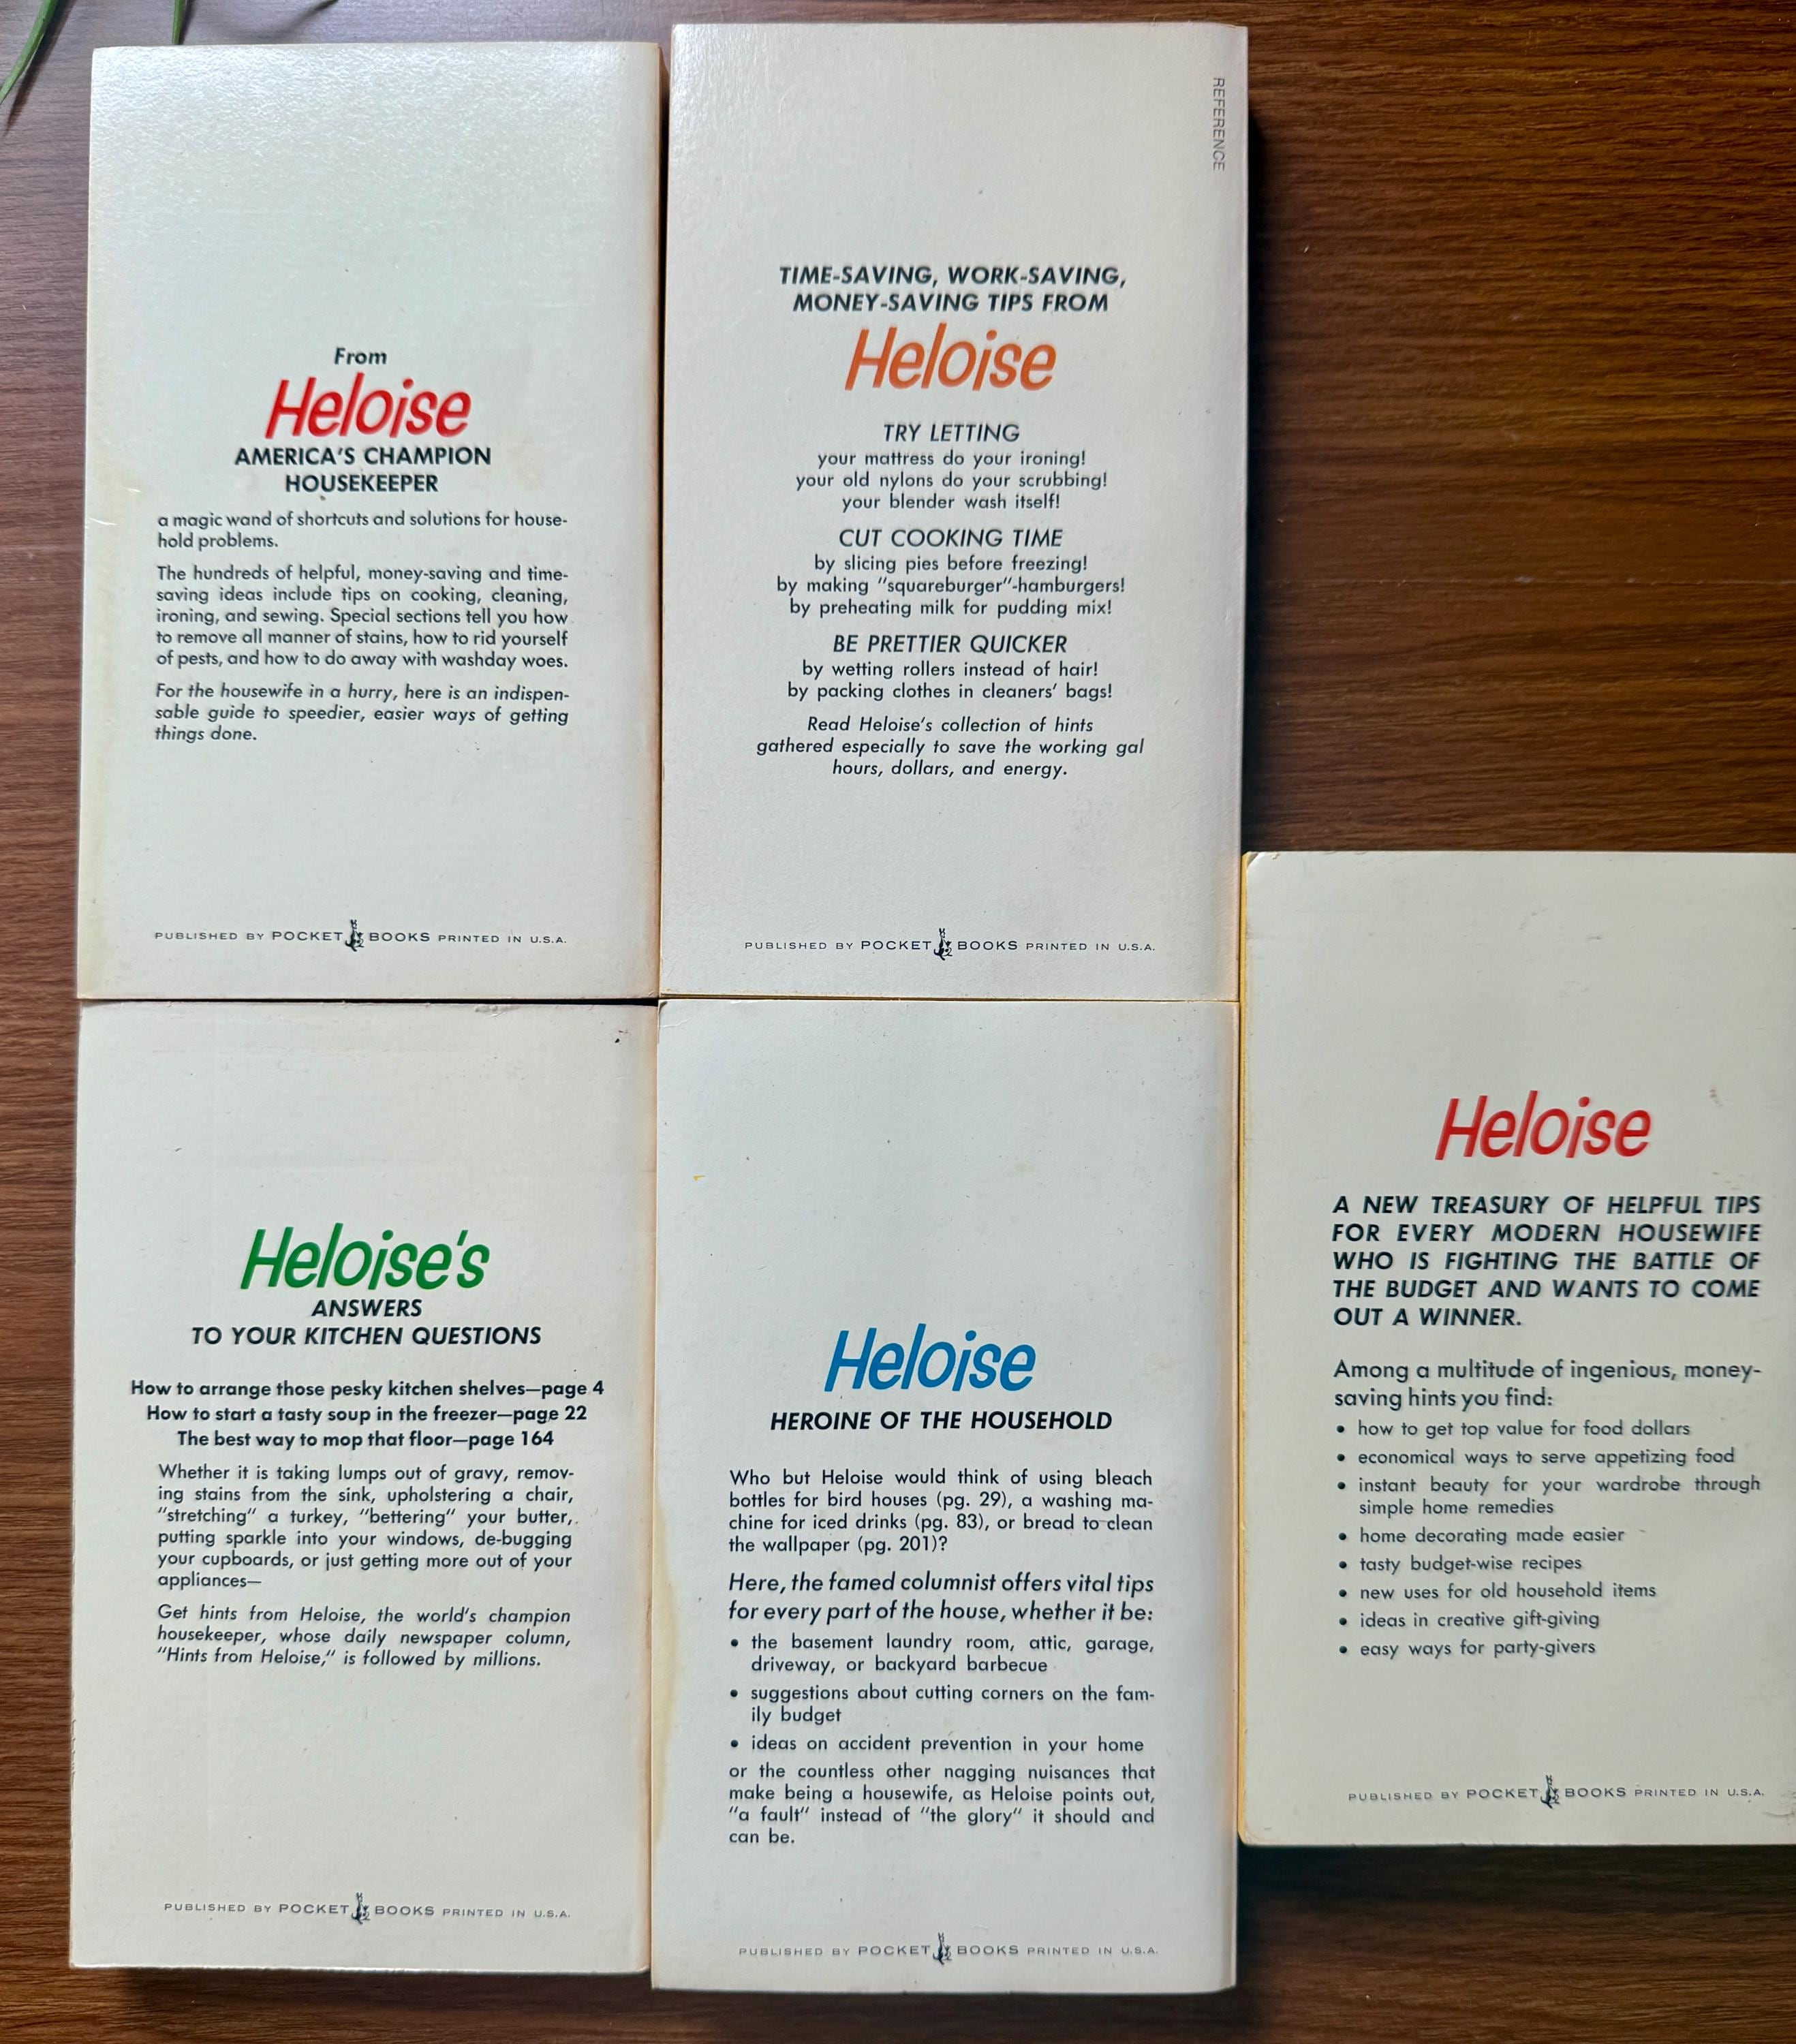 From
Heloise
AMERICA'S CHAMPION
HOUSEKEEPER
a magic wand of shortcuts and solutions for house-
hold problems.
The hundreds of helpful, money-saving and time-
saving ideas include tips on cooking, cleaning,
ironing, and sewing. Special sections tell you how
to remove all manner of stains, how to rid yourself
of pests, and how to do away with washday woes.
For the housewife in a hurry, here is an indispen-
sable guide to speedier, easier ways of getting
things done.
PUBLISHED BY POCKET BOOKS PRINTED IN U.S.A.
REFERENCE
TIME-SAVING, WORK-SAVING,
MONEY-SAVING TIPS FROM
Heloise
TRY LETTING
your mattress do your ironing!
your old nylons do your scrubbing!
your blender wash itself!
CUT COOKING TIME
by slicing pies before freezing!
by making "squareburger"-hamburgers!
by preheating milk for pudding mix!
BE PRETTIER QUICKER
by wetting rollers instead of hair!
by packing clothes in cleaners' bags!
Read Heloise's collection of hints
gathered especially to save the working gal
hours, dollars, and energy.
PUBLISHED BY POCKET BOOKS PRINTED IN U.S.A.
Heloise's
ANSWERS
TO YOUR KITCHEN QUESTIONS
How to arrange those pesky kitchen shelves—page 4
How to start a tasty soup in the freezer—page 22
The best way to mop that floor—page 164
Whether it is taking lumps out of gravy, remov-
ing stains from the sink, upholstering a chair,
"stretching" a turkey, "bettering" your butter,
putting sparkle into your windows, de-bugging
your cupboards, or just getting more out of your
appliances—
Get hints from Heloise, the world's champion
housekeeper, whose daily newspaper column,
"Hints from Heloise," is followed by millions.
PUBLISHED BY POCKET BOOKS PRINTED IN U.S.A.
Heloise
HEROINE OF THE HOUSEHOLD
Who but Heloise would think of using bleach
bottles for bird houses (pg. 29), a washing ma-
chine for iced drinks (pg. 83), or bread to clean
the wallpaper (pg. 201)?
Here, the famed columnist offers vital tips
for every part of the house, whether it be:
• the basement laundry room, attic, garage,
driveway, or backyard barbecue
• suggestions about cutting corners on the fam-
ily budget
• ideas on accident prevention in your home
or the countless other nagging nuisances that
make being a housewife, as Heloise points out,
"a fault" instead of "the glory" it should and
can be.
PUBLISHED BY POCKET BOOKS PRINTED IN U.S.A.
Heloise
A NEW TREASURY OF HELPFUL TIPS
FOR EVERY MODERN HOUSEWIFE
WHO IS FIGHTING THE BATTLE OF
THE BUDGET AND WANTS TO COME
OUT A WINNER.
Among a multitude of ingenious, money-
saving hints you find:
• how to get top value for food dollars
• economical ways to serve appetizing food
• instant beauty for your wardrobe through
simple home remedies
• home decorating made easier
• tasty budget-wise recipes
• new uses for old household items
• ideas in creative gift-giving
• easy ways for party-givers
PUBLISHED BY POCKET BOOKS PRINTED IN U.S.A.